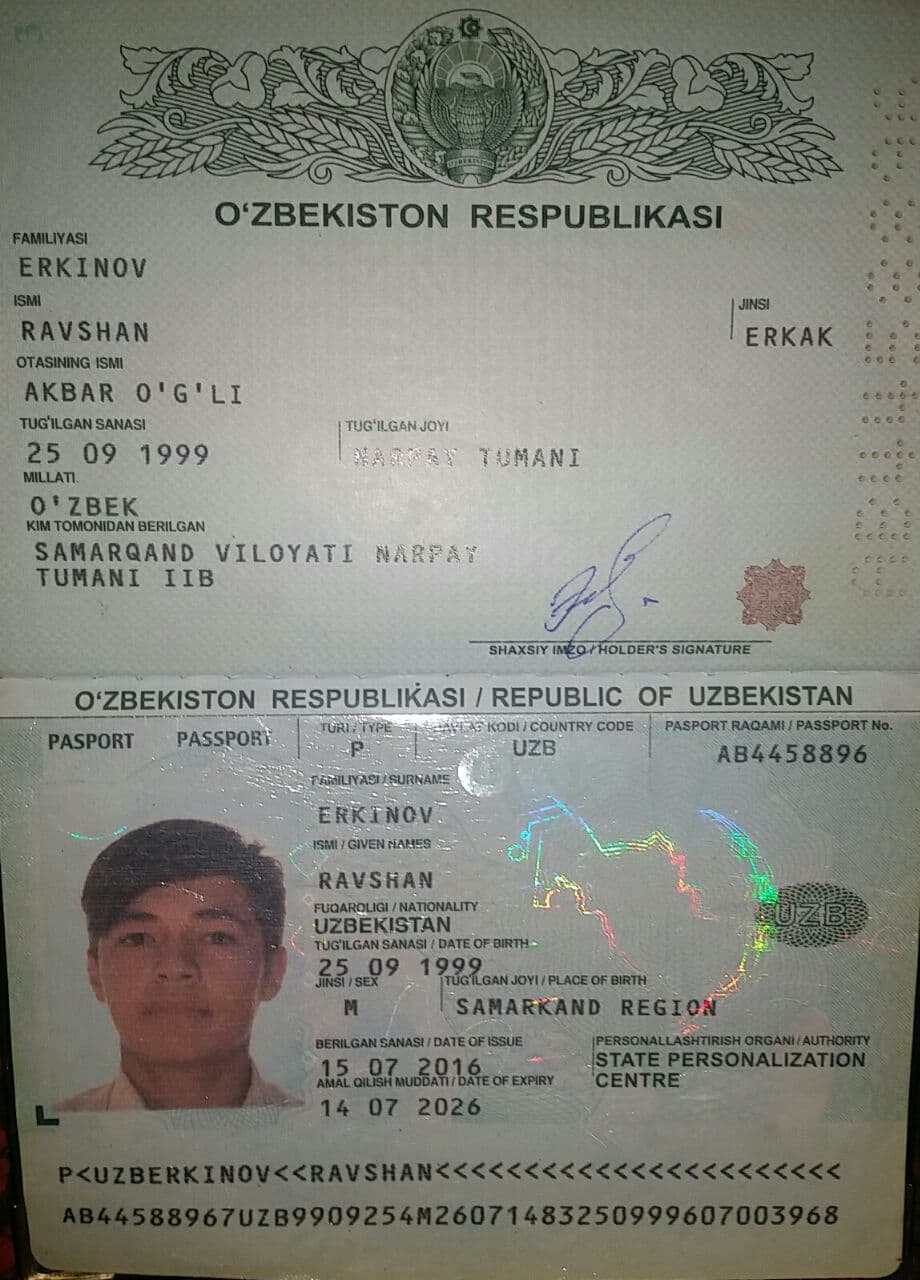 O'ZBEKISTON RESPUBLIKASI
FAMILIYASI
ERKINOV
ISMI
RAVSHAN
JINSI
ERKAK
OTASINING ISMI
AKBAR O'G'LI
TUG'ILGAN SANASI
25 09 1999
TUG'ILGAN JOYI
NARPAY TUMANI
MILLATI
O'ZBEK
KIM TOMONIDAN BERILGAN
SAMARQAND VILOYATI NARPAY
TUMANI IIB
SHAXSIY IMZO / HOLDER'S SIGNATURE
O'ZBEKISTON RESPUBLIKASI / REPUBLIC OF UZBEKISTAN
PASPORT PASSPORT
TURI / TYPE
P
DAVLAT KODI / COUNTRY CODE
UZB
PASPORT RAQAMI / PASSPORT No.
AB4458896
FAMILIYASI / SURNAME
ERKINOV
ISMI / GIVEN NAMES
RAVSHAN
FUQAROLIGI / NATIONALITY
UZBEKISTAN
UZB
TUG'ILGAN SANASI / DATE OF BIRTH
25 09 1999
JINSI / SEX
M
TUG'ILGAN JOYI / PLACE OF BIRTH
SAMARKAND REGION
BERILGAN SANASI / DATE OF ISSUE
15 07 2016
PERSONALLASHTIRISH ORGANI / AUTHORITY
STATE PERSONALIZATION
CENTRE
AMAL QILISH MUDDATI / DATE OF EXPIRY
14 07 2026
P<UZBERKINOV<<RAVSHAN<<<<<<<<<<<<<<<<<<<<<<<
AB44588967UZB9909254M26071483250999607003968